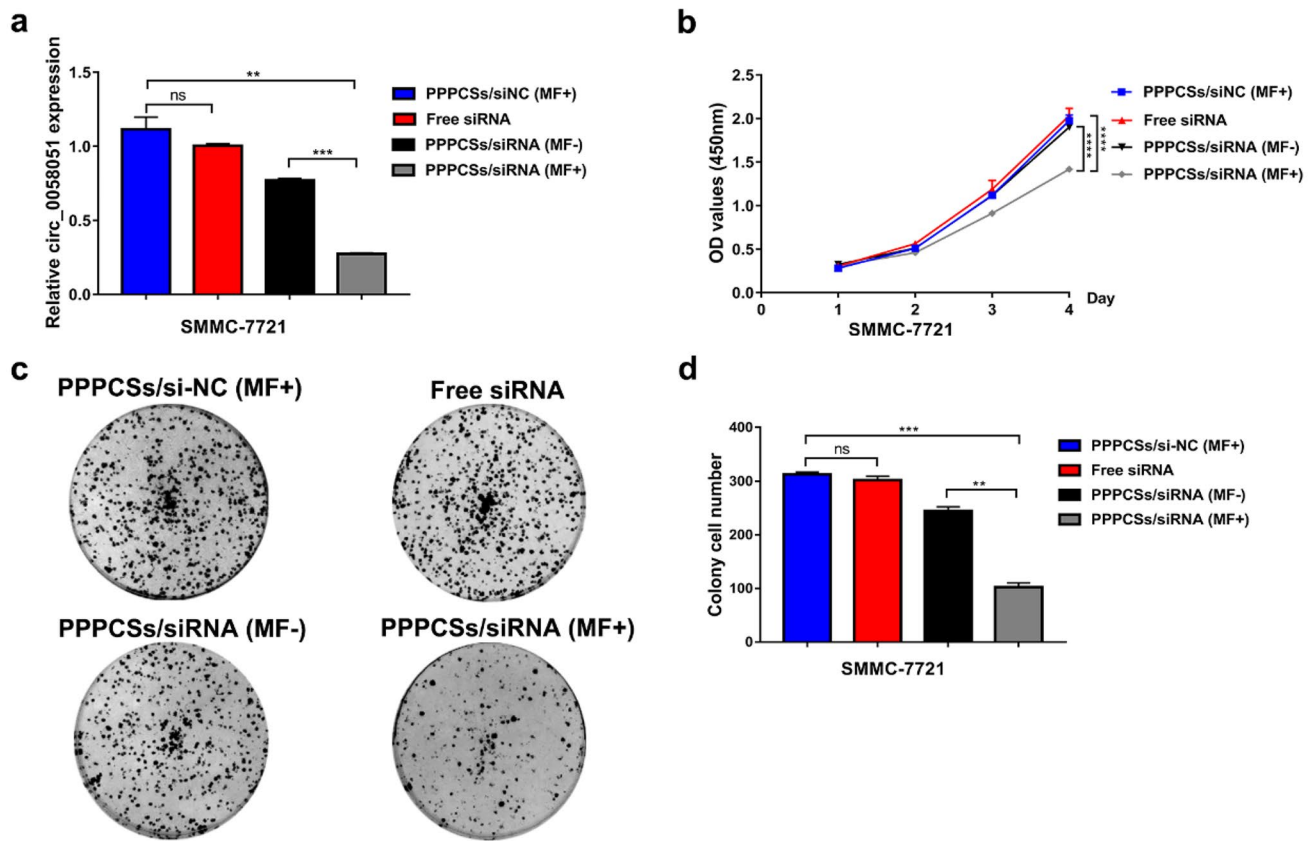 a
Relative circ_0058051 expression
1.5
1.0
0.5
0.0
**
ns
***
SMMC-7721
PPPCSs/siNC (MF+)
Free siRNA
PPPCSs/siRNA (MF-)
PPPCSs/siRNA (MF+)
b
OD values (450nm)
2.5
2.0
1.5
1.0
0.5
0.0
0
1
2
3
4
Day
SMMC-7721
****
****
PPPCSs/siNC (MF+)
Free siRNA
PPPCSs/siRNA (MF-)
PPPCSs/siRNA (MF+)
c
PPPCSs/si-NC (MF+)
Free siRNA
PPPCSs/siRNA (MF-)
PPPCSs/siRNA (MF+)
d
Colony cell number
400
300
200
100
0
***
ns
**
SMMC-7721
PPPCSs/si-NC (MF+)
Free siRNA
PPPCSs/siRNA (MF-)
PPPCSs/siRNA (MF+)